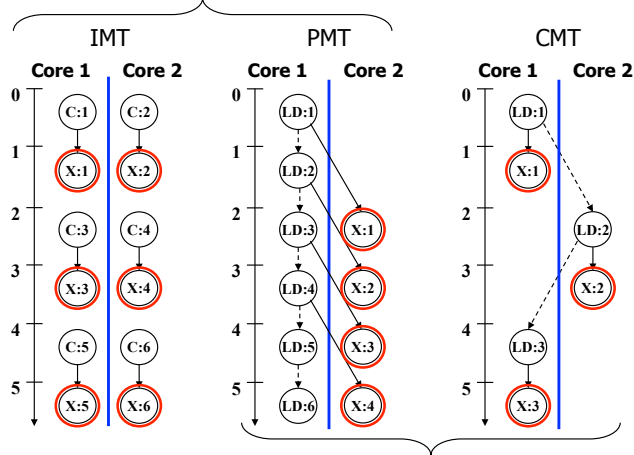 IMT PMT CMT
Core 1 Core 2 Core 1 Core 2 Core 1 Core 2
0 0 0
C:1 C:2 LD:1 LD:1
1 1 1
X:1 X:2 LD:2 X:1
2 2 2
C:3 C:4 LD:3 X:1 LD:2
3 3 3
X:3 X:4 LD:4 X:2 X:2
4 4 4
C:5 C:6 LD:5 X:3 LD:3
5 5 5
X:5 X:6 LD:6 X:4 X:3